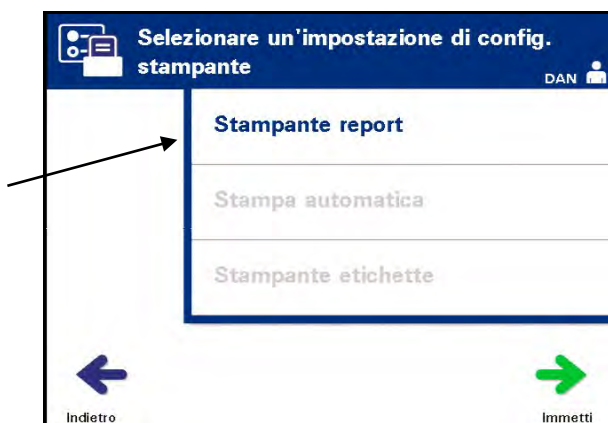 Selezionare un'impostazione di config.
stampante
DAN
Stampante report
Stampa automatica
Stampante etichette
Indietro
Immetti